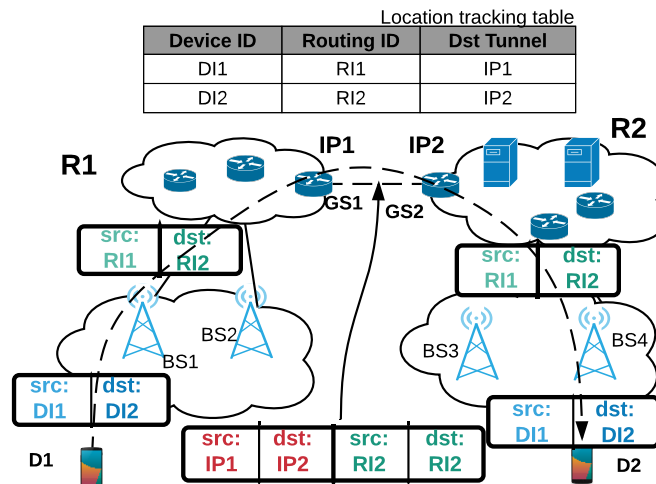 Location tracking table
Device ID Routing ID Dst Tunnel
DI1 RI1 IP1
DI2 RI2 IP2
R1 IP1 IP2 R2
GS1 GS2
src: RI1 dst: RI2
src: RI1 dst: RI2
BS1 BS2 BS3 BS4
src: DI1 dst: DI2
src: DI1 dst: DI2
src: IP1 dst: IP2 src: RI2 dst: RI2
D1 D2